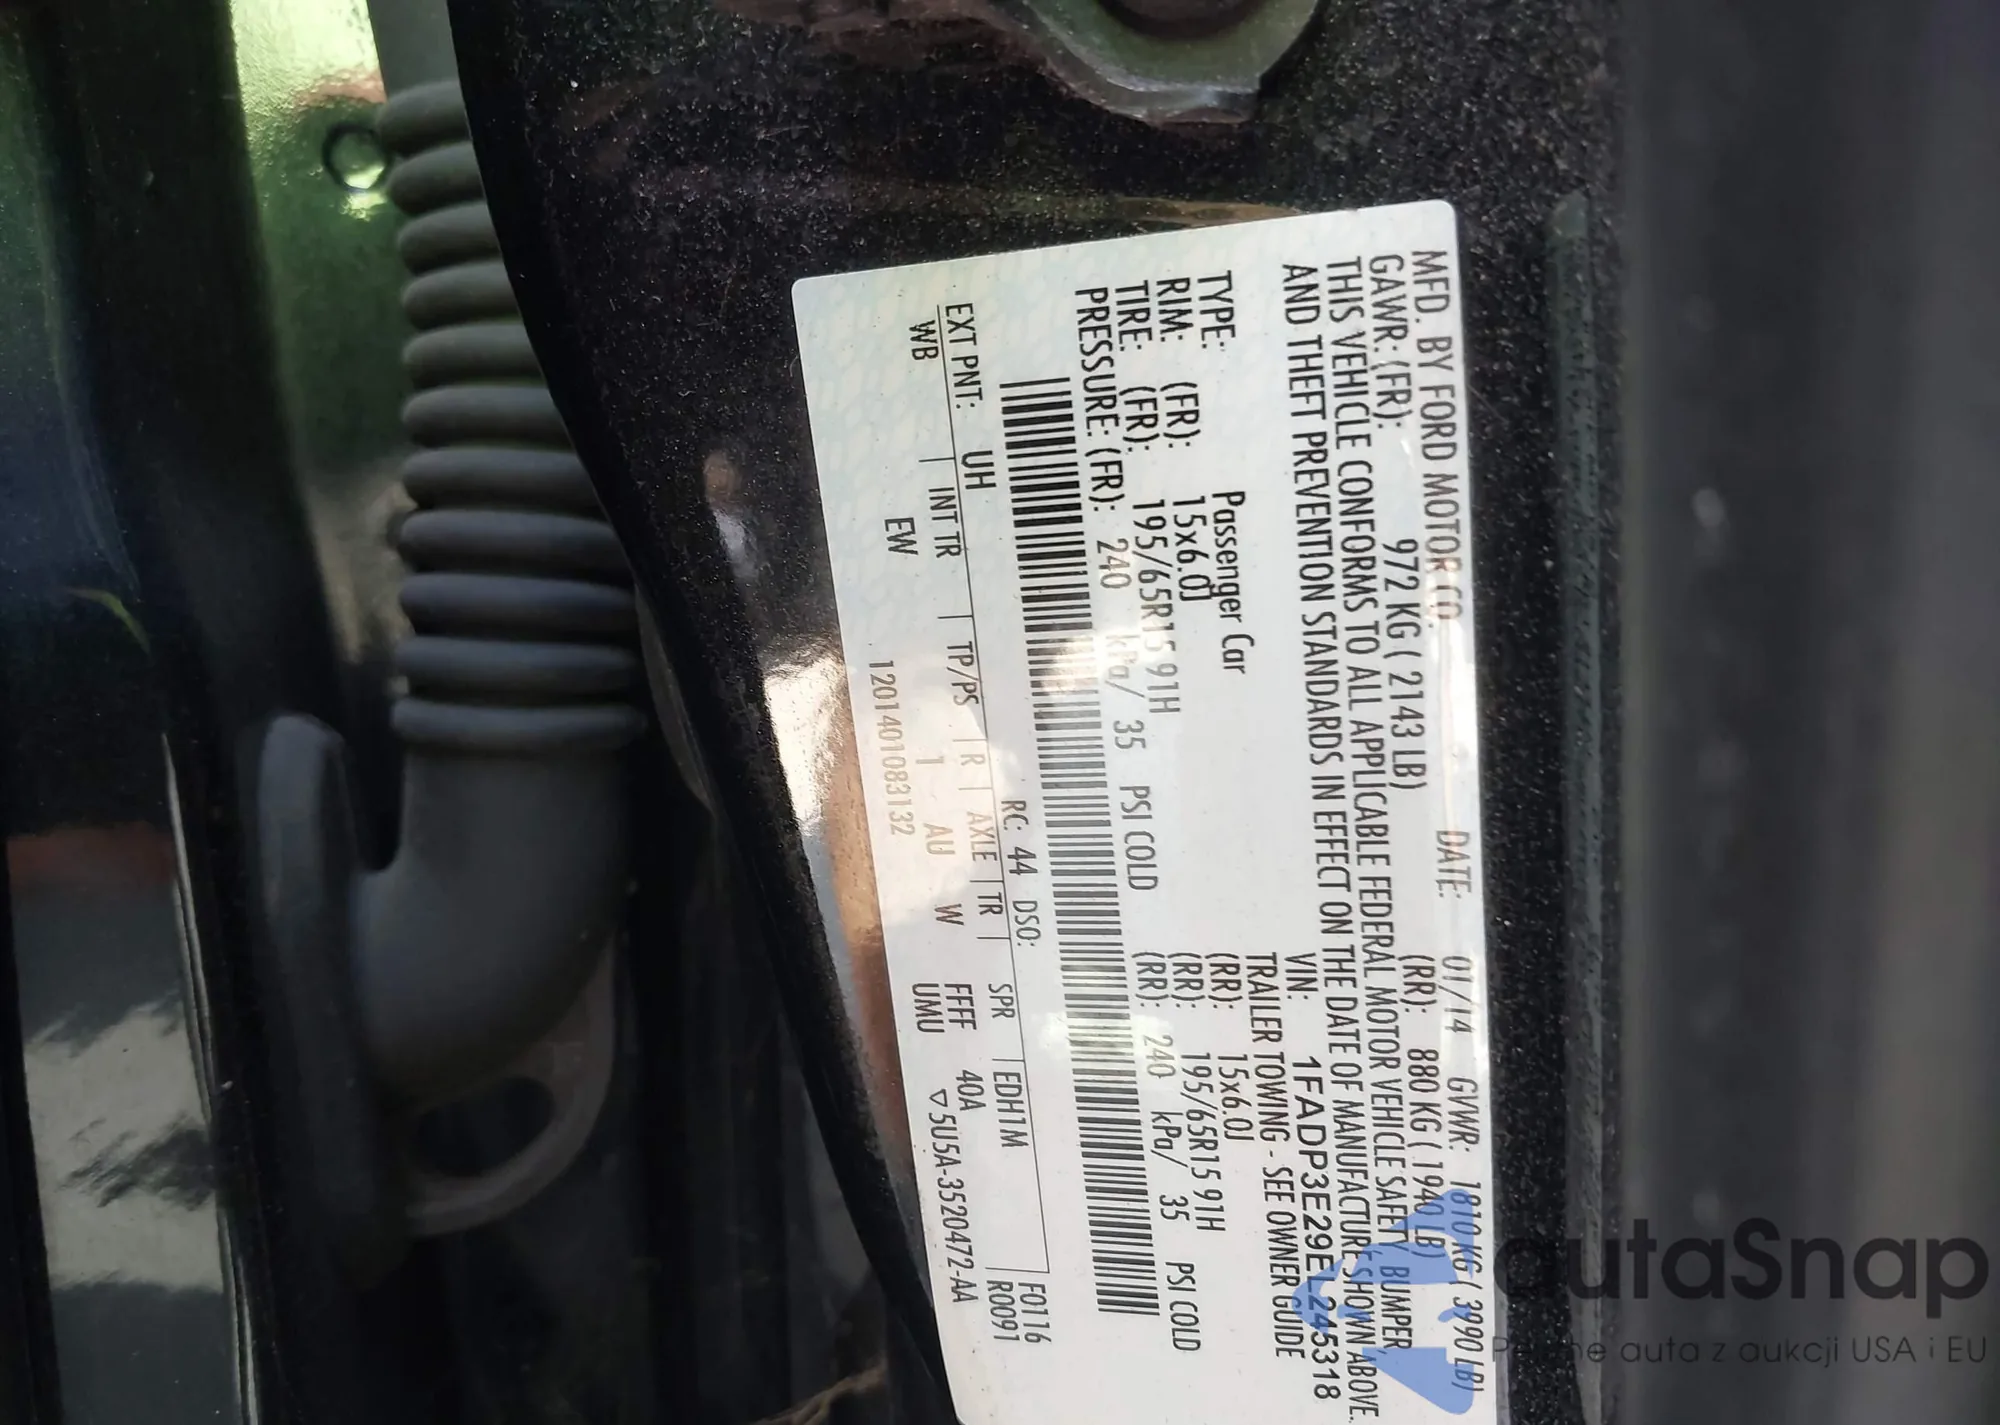 MFD. BY FORD MOTOR CO. DATE: 01/14 GVWR: 1810 KG ( 3990 LB)
GAWR: (FR): 972 KG ( 2143 LB) (RR): 880 KG ( 1940 LB)
THIS VEHICLE CONFORMS TO ALL APPLICABLE FEDERAL MOTOR VEHICLE SAFETY, BUMPER,
AND THEFT PREVENTION STANDARDS IN EFFECT ON THE DATE OF MANUFACTURE SHOWN ABOVE.
VIN: 1FADP3E29EL245318
TYPE: Passenger Car TRAILER TOWING - SEE OWNER GUIDE
RIM: (FR): 15x6.0J (RR): 15x6.0J
TIRE: (FR): 195/65R15 91H (RR): 195/65R15 91H
PRESSURE: (FR): 240 kPa/ 35 PSI COLD (RR): 240 kPa/ 35 PSI COLD
F0116
EXT PNT: UH RC: 44 DSO: R0091
WB INT TR TP/PS R AXLE TR SPR EDH1M
EW 1 AU W FFFF 40A
12014010831​32 UMU ▽5U5A-3520472-AA
autaSnap
Pewne auta z aukcji USA i EU